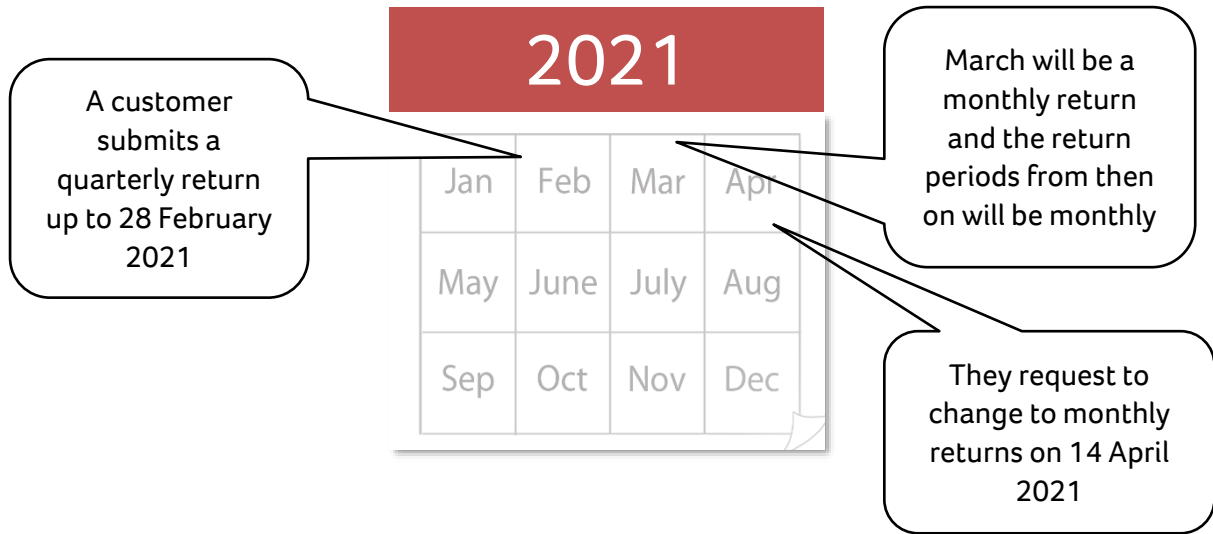 2021
A customer
submits a
quarterly return
up to 28 February
2021
March will be a
monthly return
and the return
periods from then
on will be monthly
Jan Feb Mar Apr
May June July Aug
Sep Oct Nov Dec
They request to
change to monthly
returns on 14 April
2021